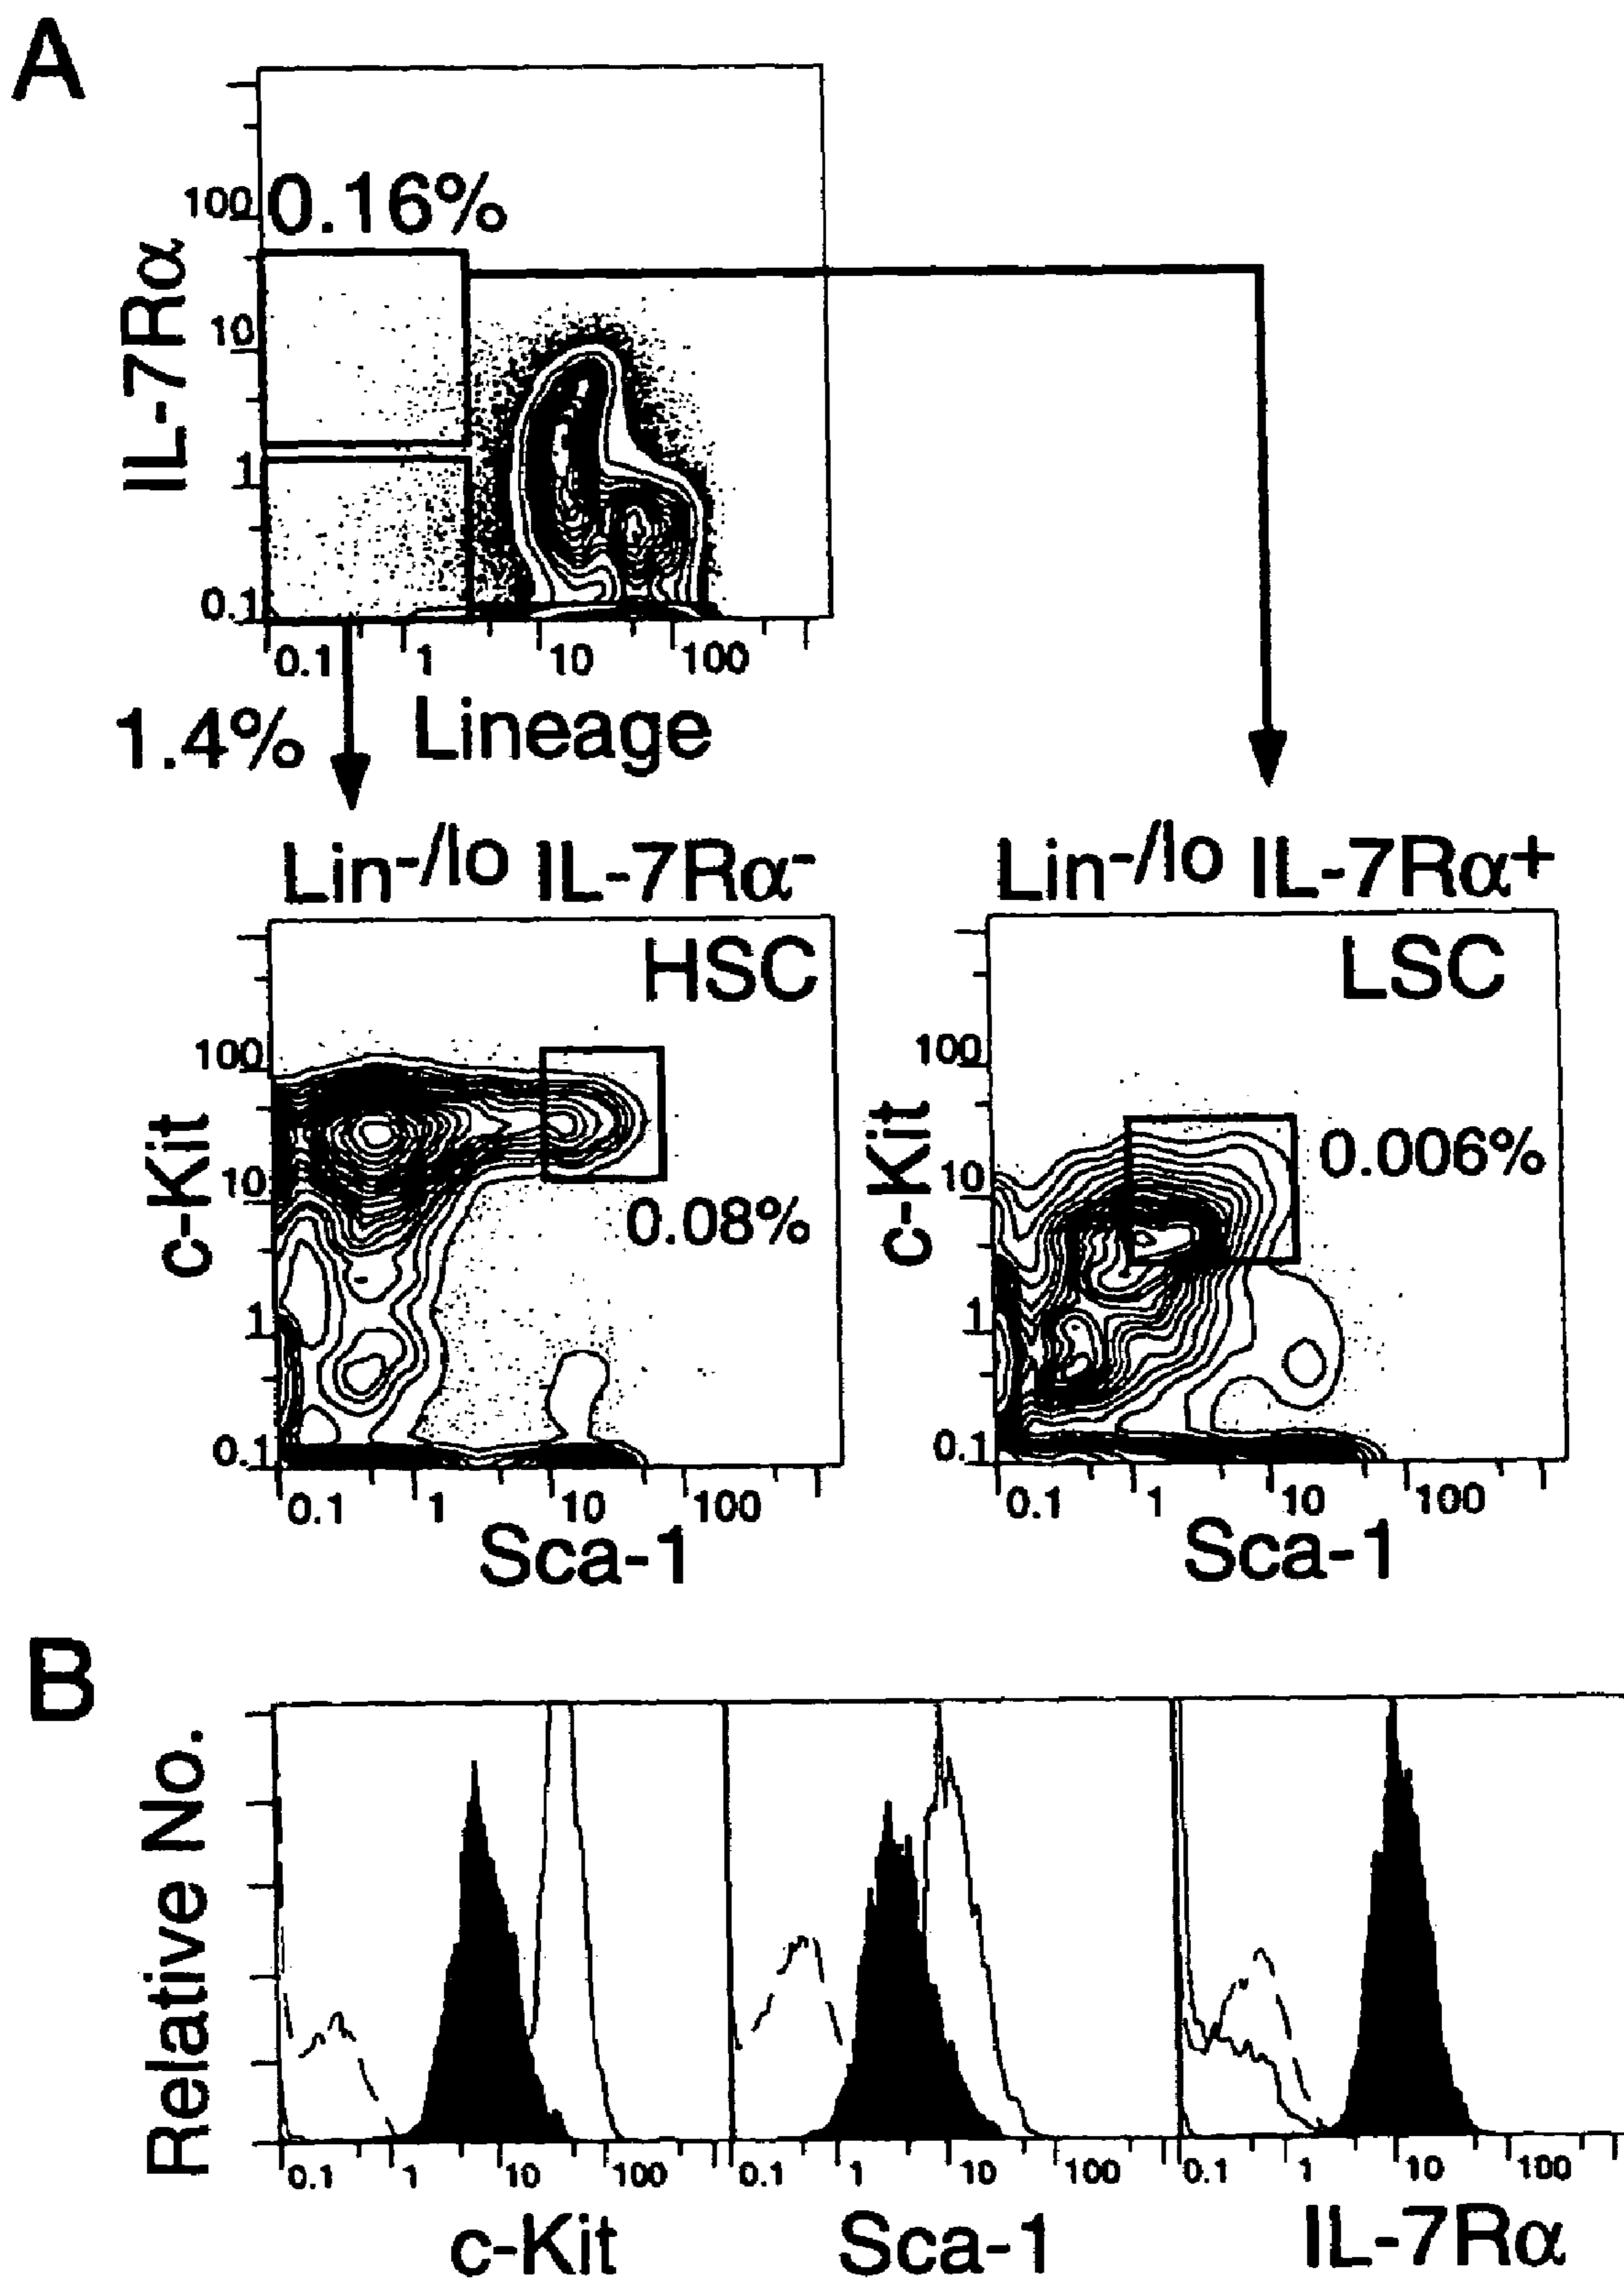 A
100
0.16%
10
1
0.1
IL-7Rα
0.1 1 10 100
1.4%
Lineage
Lin-/lo IL-7Rα-
Lin-/lo IL-7Rα+
HSC
LSC
100
10
1
0.1
c-Kit
0.08%
0.1 1 10 100
Sca-1
100
10
1
0.1
c-Kit
0.006%
0.1 1 10 100
Sca-1
B
Relative No.
0.1 1 10 100 0.1 1 10 100 0.1 1 10 100
c-Kit Sca-1 IL-7Rα